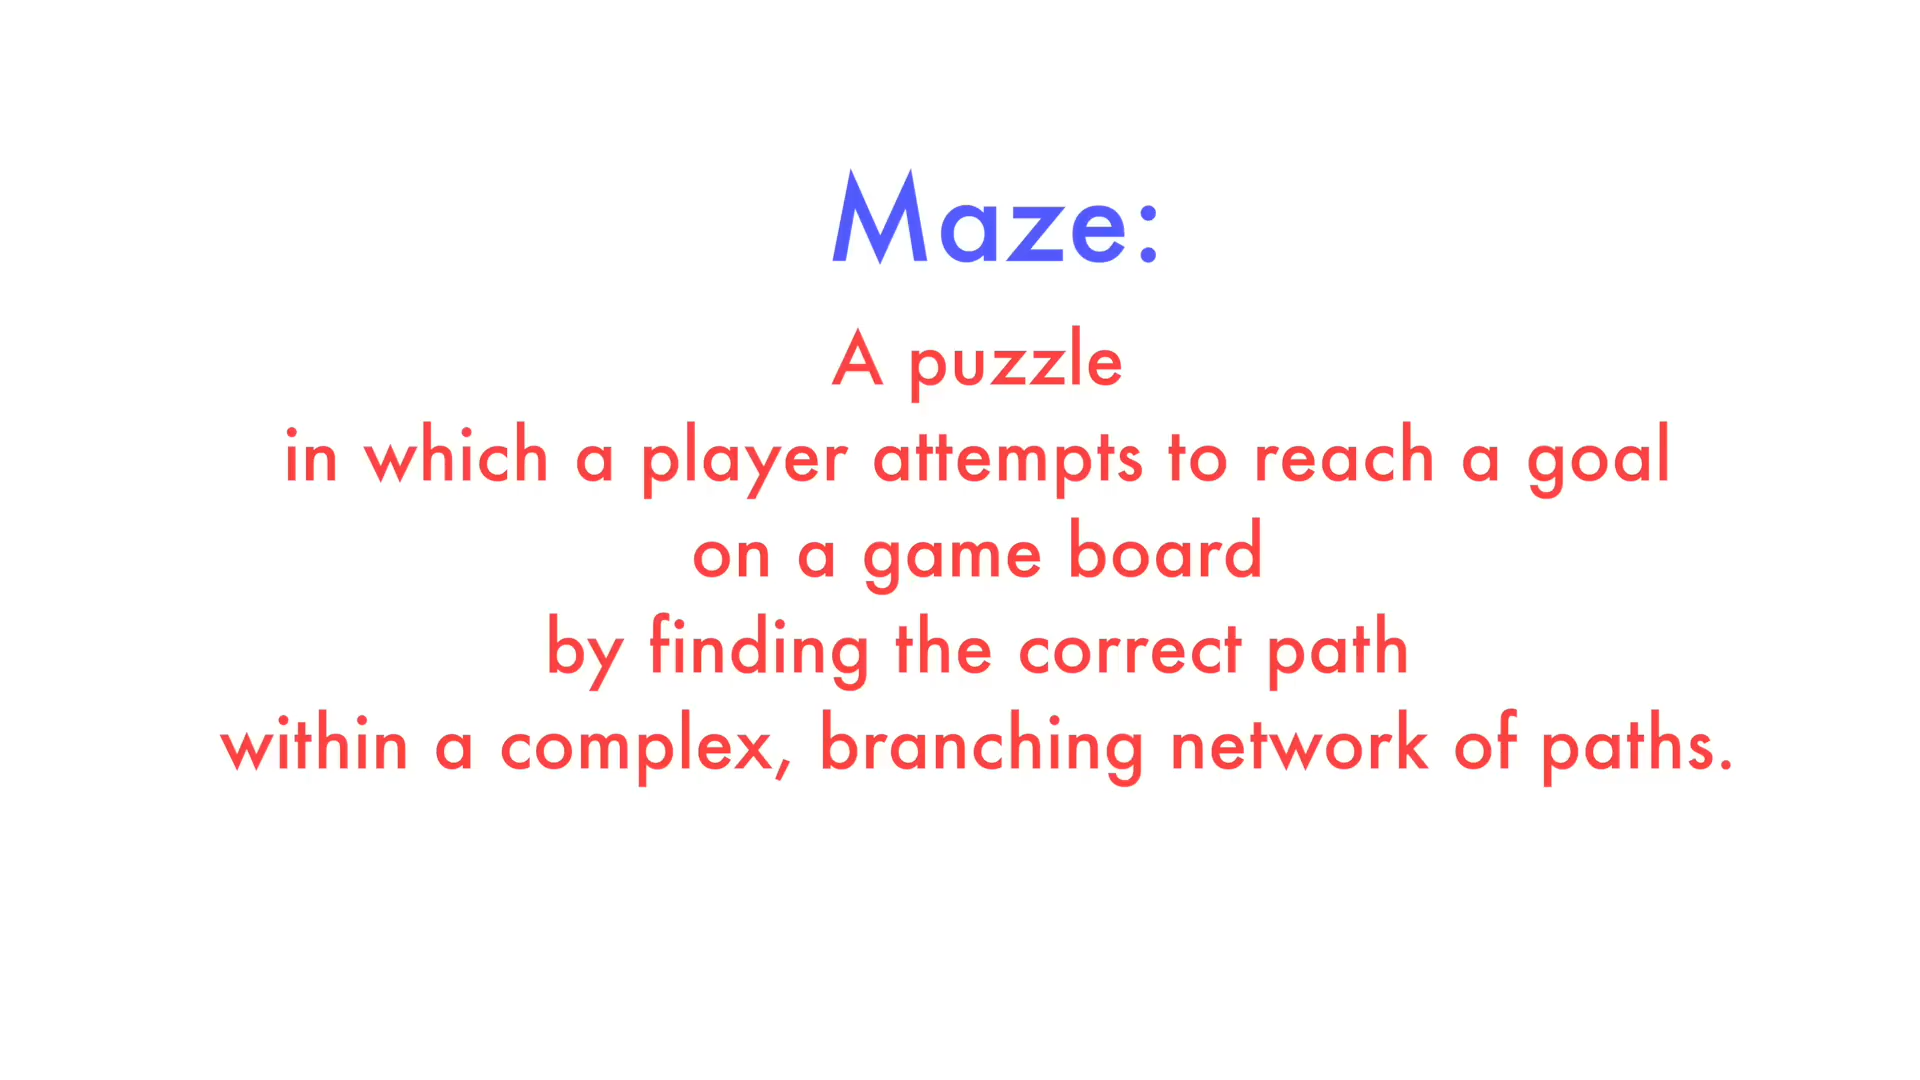 Maze:
A puzzle
in which a player attempts to reach a goal
on a game board
by finding the correct path
within a complex, branching network of paths.